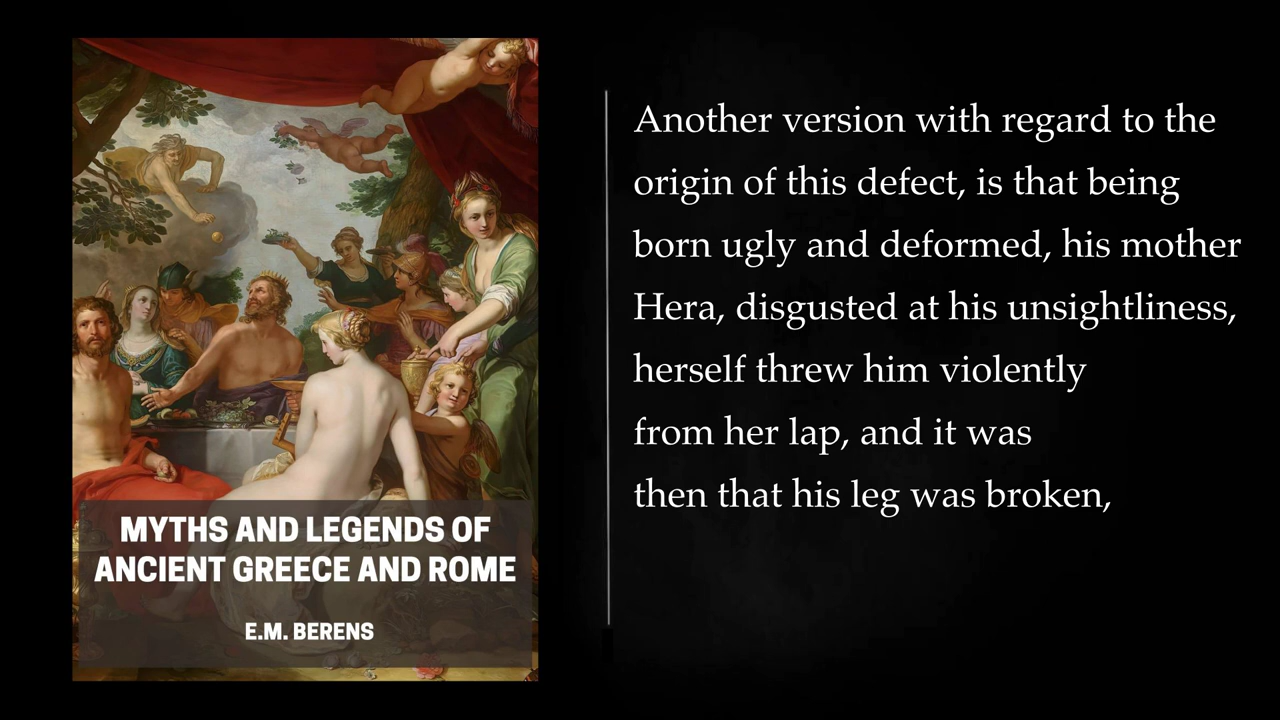 MYTHS AND LEGENDS OF
ANCIENT GREECE AND ROME
E.M. BERENS
Another version with regard to the
origin of this defect, is that being
born ugly and deformed, his mother
Hera, disgusted at his unsightliness,
herself threw him violently
from her lap, and it was
then that his leg was broken,